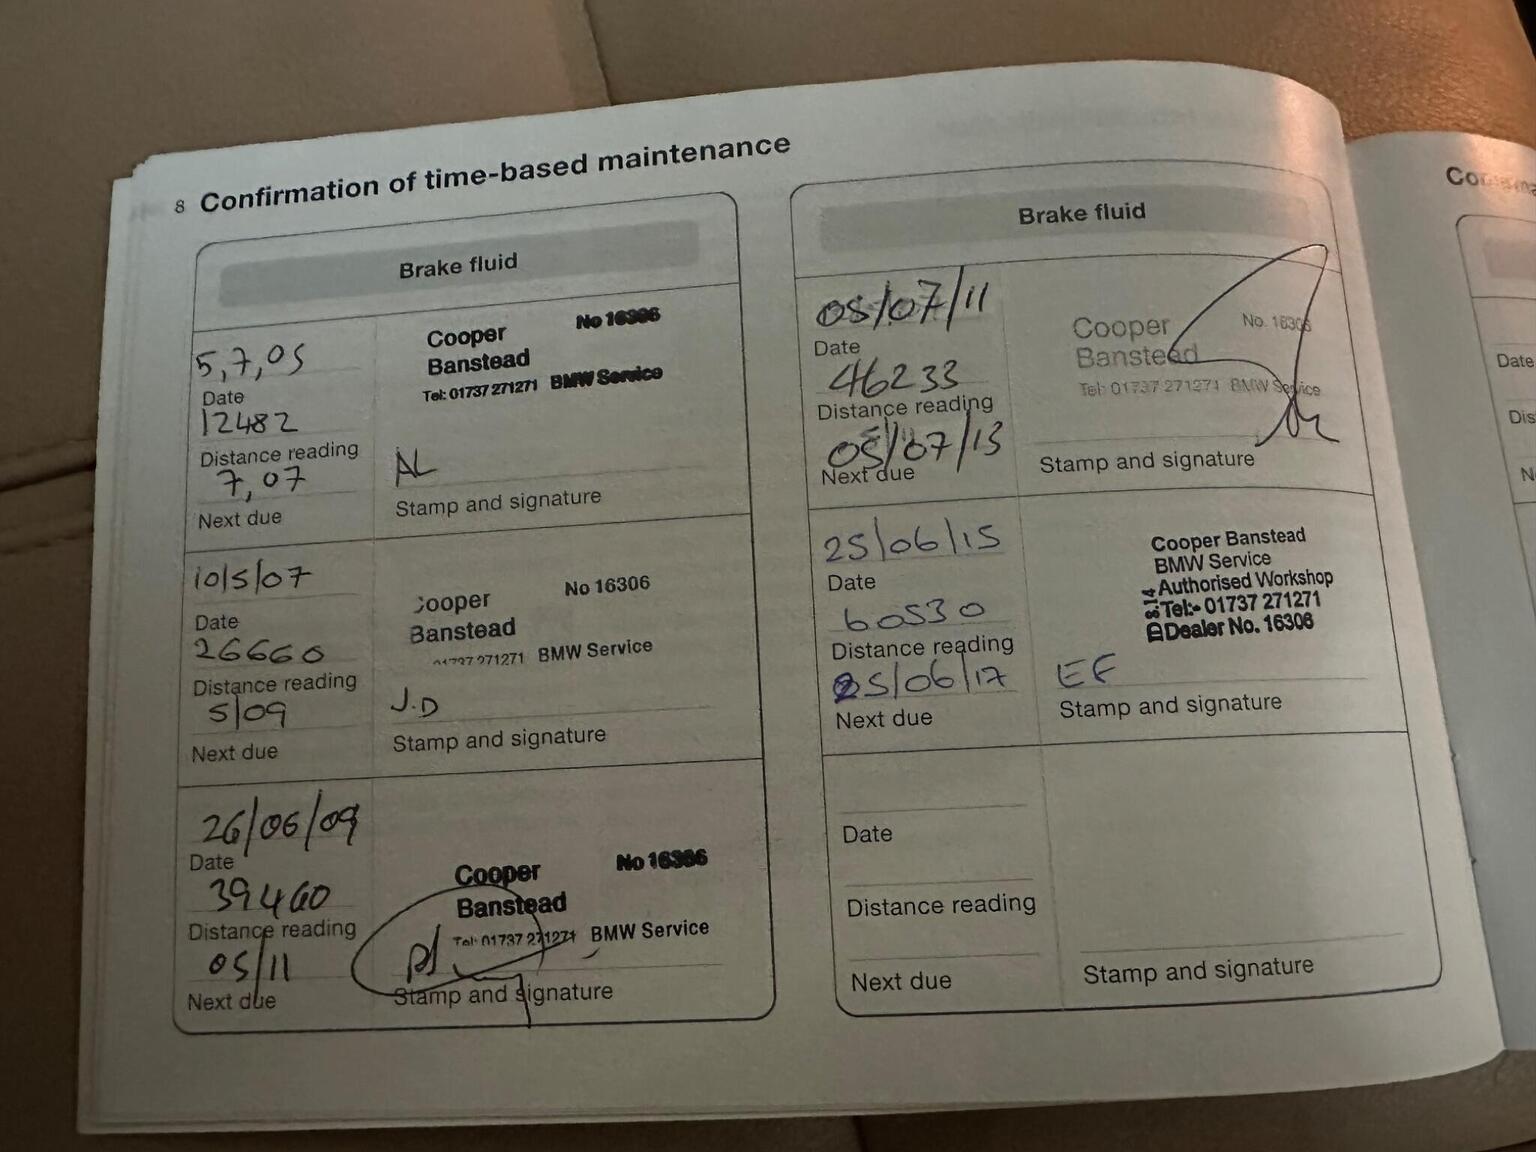 8 Confirmation of time-based maintenance
Brake fluid
5,7,05
Date
12482
Distance reading
7,07
Next due
Cooper No 16306
Banstead
Tel: 01737 271271 BMW Service
AL
Stamp and signature
10/5/07
Date
26660
Distance reading
5/09
Next due
Cooper No 16306
Banstead
01737 271271 BMW Service
J.D
Stamp and signature
26/06/09
Date
39460
Distance reading
05/11
Next due
Cooper No 16306
Banstead
Tel: 01737 271271 BMW Service
Stamp and signature
Brake fluid
05/07/11
Date
46233
Distance reading
05/07/13
Next due
Cooper No. 16306
Banstead
Tel: 01737 271271 BMW Service
Stamp and signature
25/06/15
Date
60530
Distance reading
25/06/17
Next due
Cooper Banstead
BMW Service
Authorised Workshop
Tel:- 01737 271271
Dealer No. 16306
EF
Stamp and signature
Date
Distance reading
Next due
Stamp and signature
Date